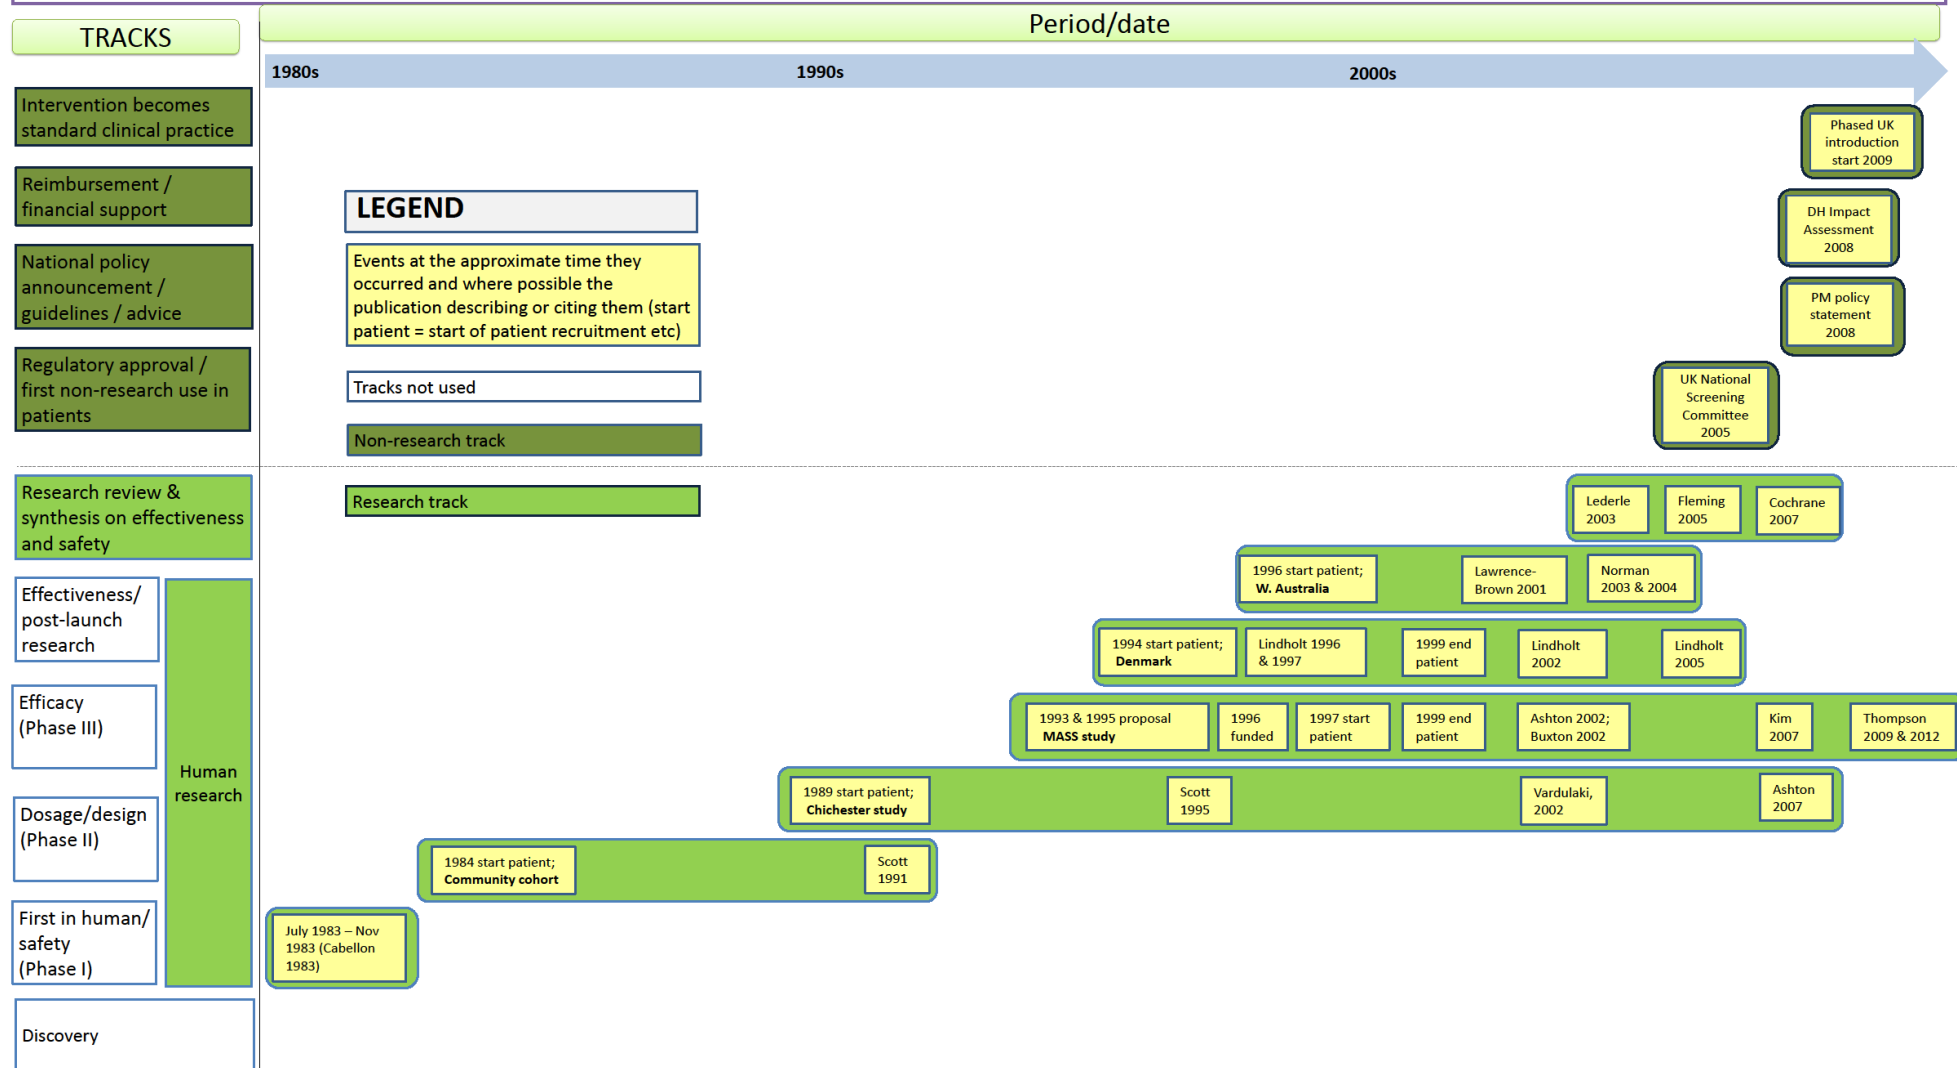 Period/date
TRACKS
1980s
1990s
2000s
Intervention becomes
standard clinical practice
Phased UK
introduction
start 2009
Reimbursement /
financial support
LEGEND
DH Impact
Assessment
2008
National policy
announcement /
guidelines / advice
Events at the approximate time they
occurred and where possible the
publication describing or citing them (start
patient = start of patient recruitment etc)
PM policy
statement
2008
Regulatory approval /
first non-research use in
patients
Tracks not used
UK National
Screening
Committee
2005
Non-research track
Research review &
synthesis on effectiveness
and safety
Research track
Lederle
2003
Fleming
2005
Cochrane
2007
Effectiveness/
post-launch
research
1996 start patient;
W. Australia
Lawrence-
Brown 2001
Norman
2003 & 2004
1994 start patient;
Denmark
Lindholt 1996
& 1997
1999 end
patient
Lindholt
2002
Lindholt
2005
Efficacy
(Phase III)
1993 & 1995 proposal
MASS study
1996
funded
1997 start
patient
1999 end
patient
Ashton 2002;
Buxton 2002
Kim
2007
Thompson
2009 & 2012
Human
research
1989 start patient;
Chichester study
Scott
1995
Vardulaki,
2002
Ashton
2007
Dosage/design
(Phase II)
1984 start patient;
Community cohort
Scott
1991
First in human/
safety
(Phase I)
July 1983 – Nov
1983 (Cabellon
1983)
Discovery